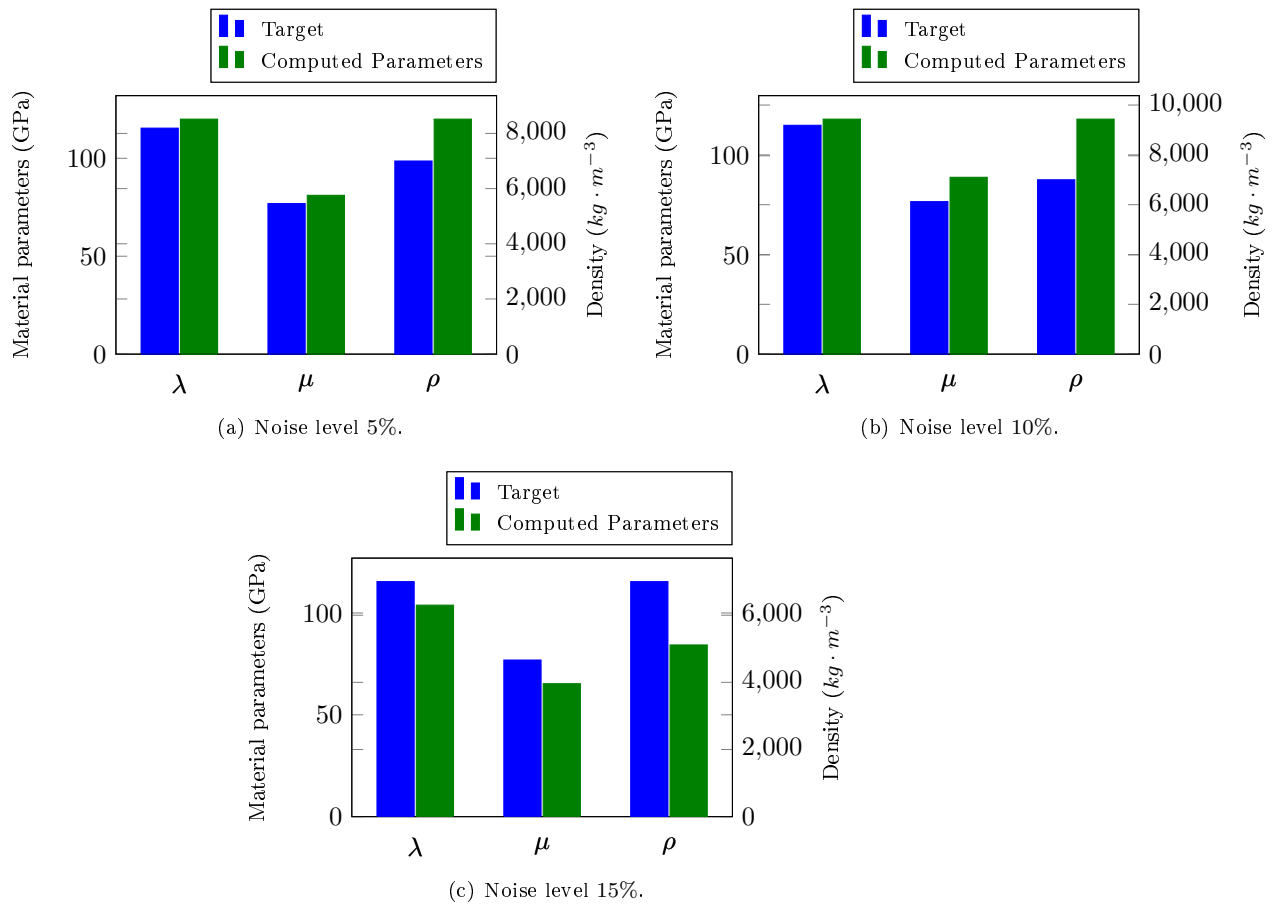 Target
Computed Parameters
Material parameters (GPa)
100
50
0
8,000
6,000
4,000
2,000
0
Density (kg · m⁻³)
λ μ ρ
(a) Noise level 5%.
Target
Computed Parameters
Material parameters (GPa)
100
50
0
10,000
8,000
6,000
4,000
2,000
0
Density (kg · m⁻³)
λ μ ρ
(b) Noise level 10%.
Target
Computed Parameters
Material parameters (GPa)
100
50
0
6,000
4,000
2,000
0
Density (kg · m⁻³)
λ μ ρ
(c) Noise level 15%.